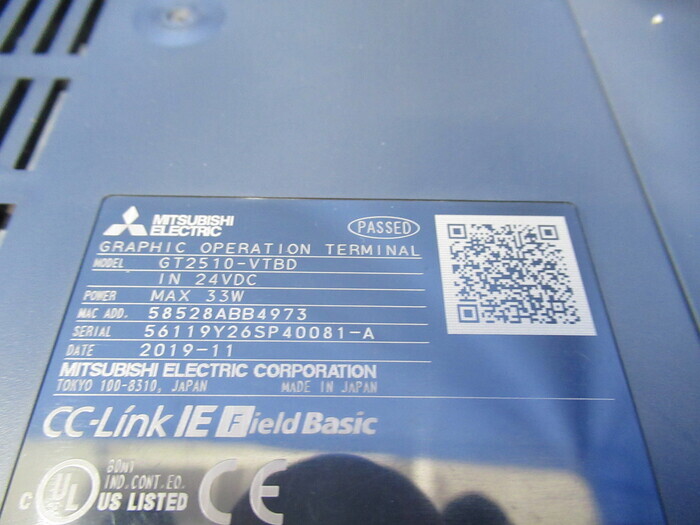 MITSUBISHI
ELECTRIC
PASSED
GRAPHIC OPERATION TERMINAL
MODEL GT2510-VTBD
IN 24VDC
POWER MAX 33W
MAC ADD. 58528ABB4973
SERIAL 56119Y26SP40081-A
DATE 2019-11
MITSUBISHI ELECTRIC CORPORATION
TOKYO 100-8310, JAPAN MADE IN JAPAN
CC-Link IE Field Basic
80M1
IND. CONT. EQ.
C UL US LISTED CE